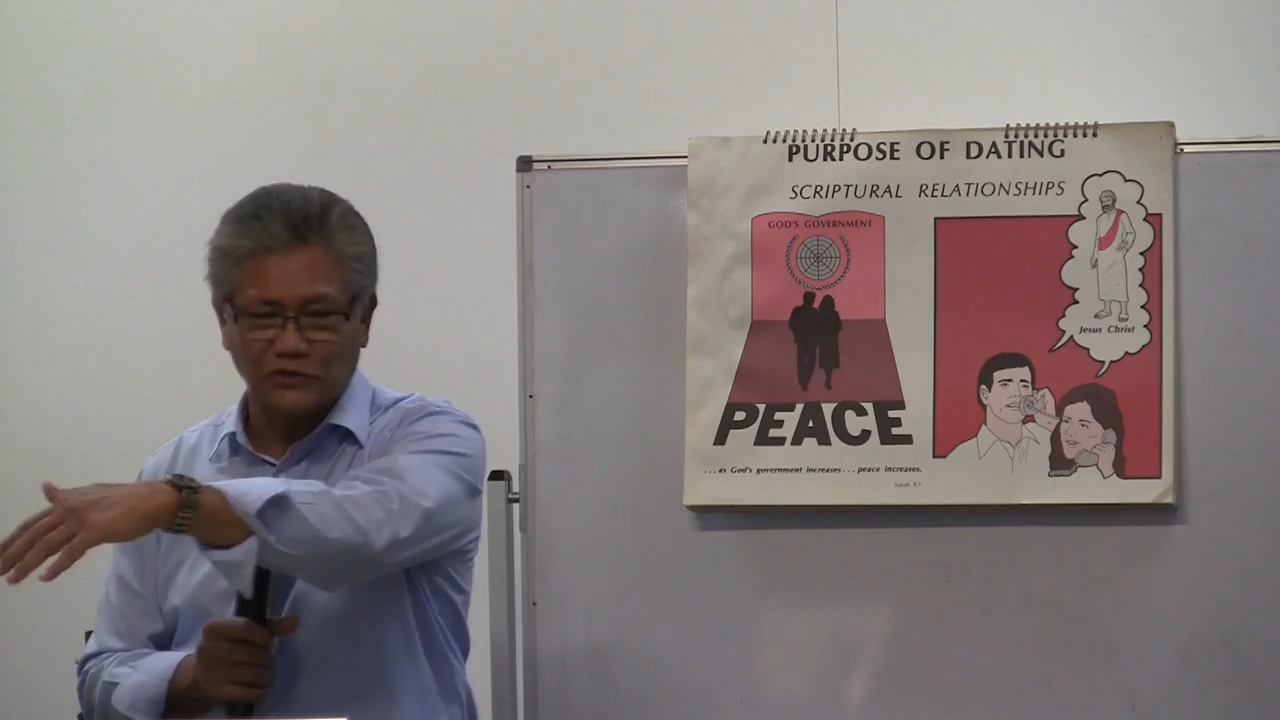 PURPOSE OF DATING
SCRIPTURAL RELATIONSHIPS
GOD'S GOVERNMENT
Jesus Christ
PEACE
...as God's government increases...peace increases.
Isaiah 9:7